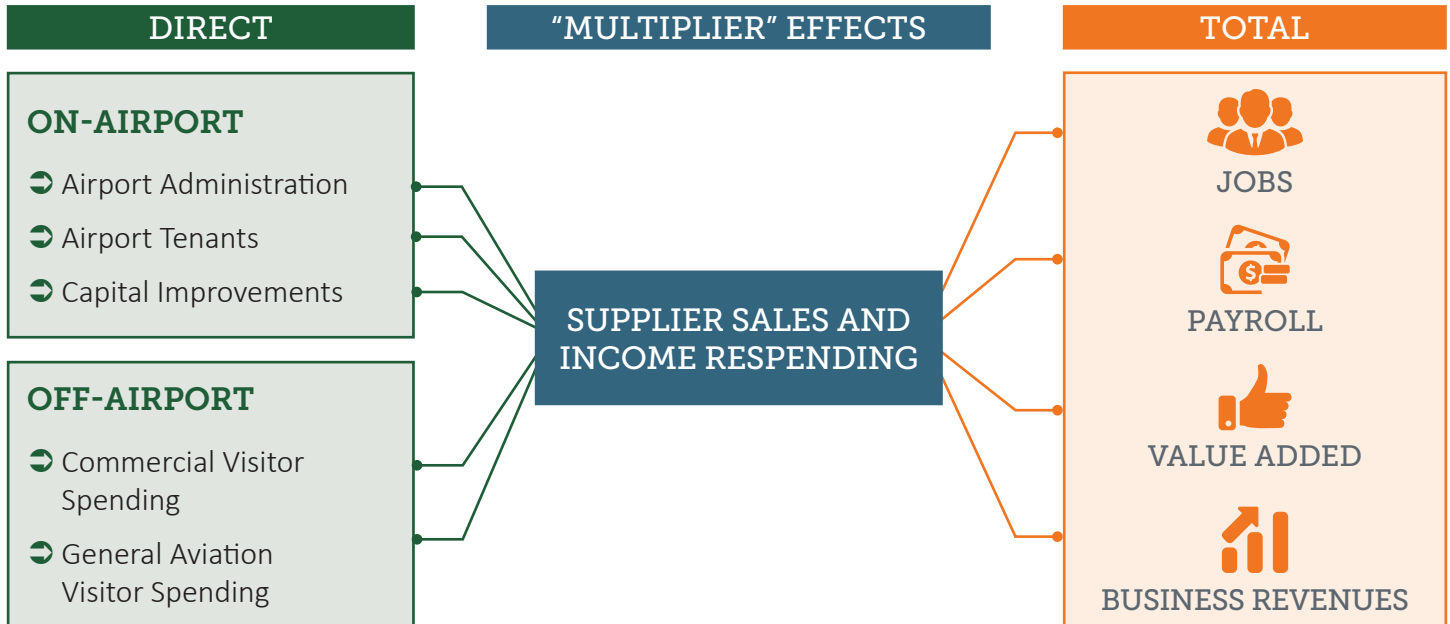 DIRECT
“MULTIPLIER” EFFECTS
TOTAL
ON-AIRPORT
Airport Administration
Airport Tenants
Capital Improvements
OFF-AIRPORT
Commercial Visitor
Spending
General Aviation
Visitor Spending
SUPPLIER SALES AND
INCOME RESPENDING
JOBS
$
PAYROLL
VALUE ADDED
BUSINESS REVENUES